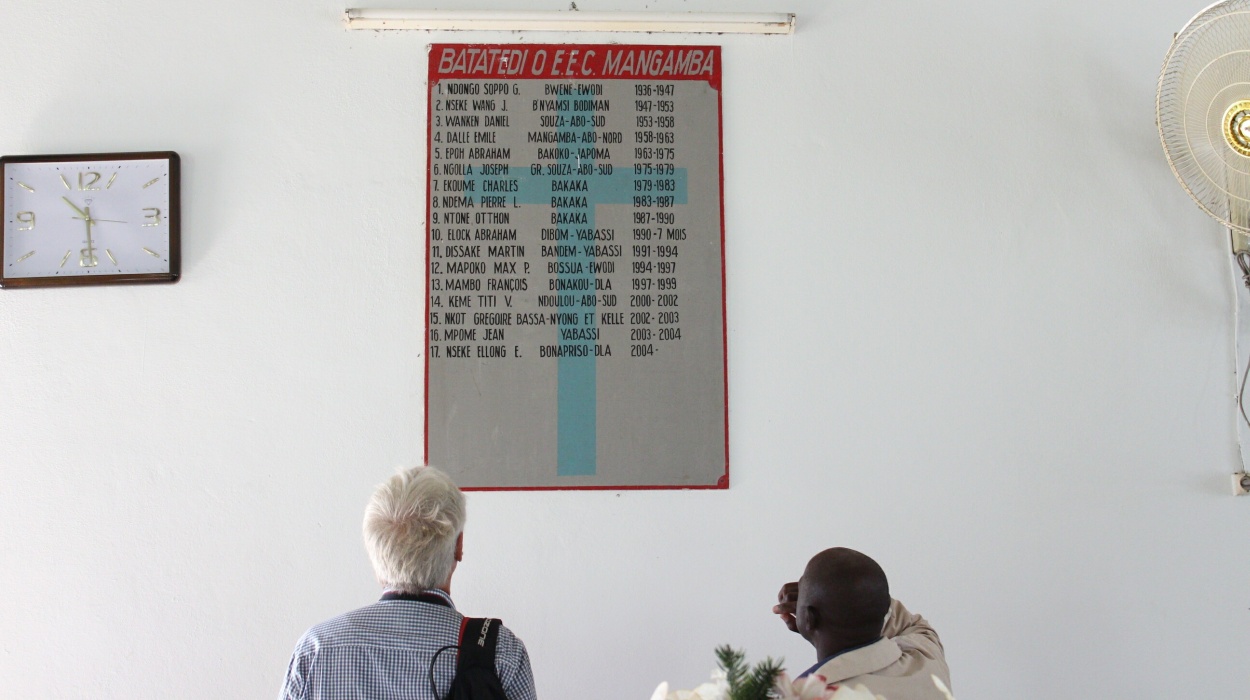 BATATEDI O E.E.C. MANGAMBA
1. NDONGO SOPPO G. BWENE-EWODI 1936-1947
2. NSEKE WANG J. B'NYAMSI BODIMAN 1947-1953
3. WANKEN DANIEL SOUZA-ABO-SUD 1953-1958
4. DALLE EMILE MANGAMBA-ABO-NORD 1958-1963
5. EPOH ABRAHAM BAKOKO-JAPOMA 1963-1975
6. NGOLLA JOSEPH GR. SOUZA-ABO-SUD 1975-1979
7. EKOUME CHARLES BAKAKA 1979-1983
8. NDEMA PIERRE L. BAKAKA 1983-1987
9. NTONE OTTHON BAKAKA 1987-1990
10. ELOCK ABRAHAM DIBOM-YABASSI 1990-7 MOIS
11. DISSAKE MARTIN BANDEM-YABASSI 1991-1994
12. MAPOKO MAX P. BOSSUA-EWODI 1994-1997
13. MAMBO FRANÇOIS BONAKOU-DLA 1997-1999
14. KEME TITI V. NDOULOU-ABO-SUD 2000-2002
15. NKOT GREGOIRE BASSA-NYONG ET KELLE 2002-2003
16. MPOME JEAN YABASSI 2003-2004
17. NSEKE ELLONG E. BONAPRISO-DLA 2004-
12
9 3